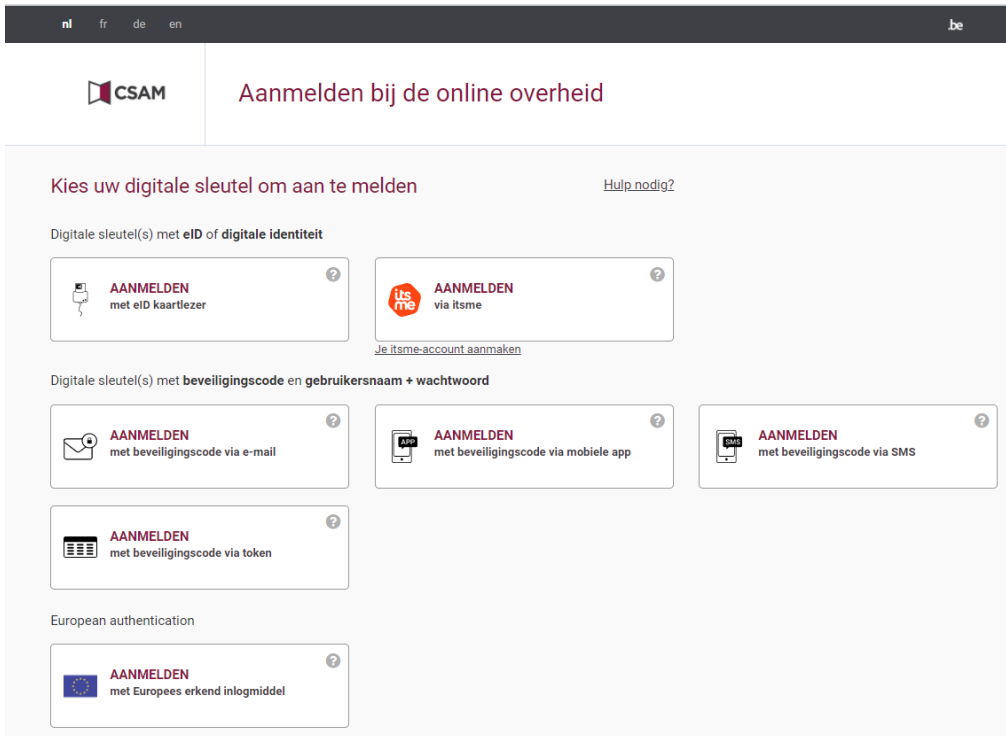 nl fr de en .be
CSAM Aanmelden bij de online overheid
Kies uw digitale sleutel om aan te melden Hulp nodig?
Digitale sleutel(s) met eID of digitale identiteit
AANMELDEN
met eID kaartlezer
?
its
me
AANMELDEN
via itsme
?
Je itsme-account aanmaken
Digitale sleutel(s) met beveiligingscode en gebruikersnaam + wachtwoord
AANMELDEN
met beveiligingscode via e-mail
?
APP
AANMELDEN
met beveiligingscode via mobiele app
?
SMS
AANMELDEN
met beveiligingscode via SMS
?
AANMELDEN
met beveiligingscode via token
?
European authentication
AANMELDEN
met Europees erkend inlogmiddel
?